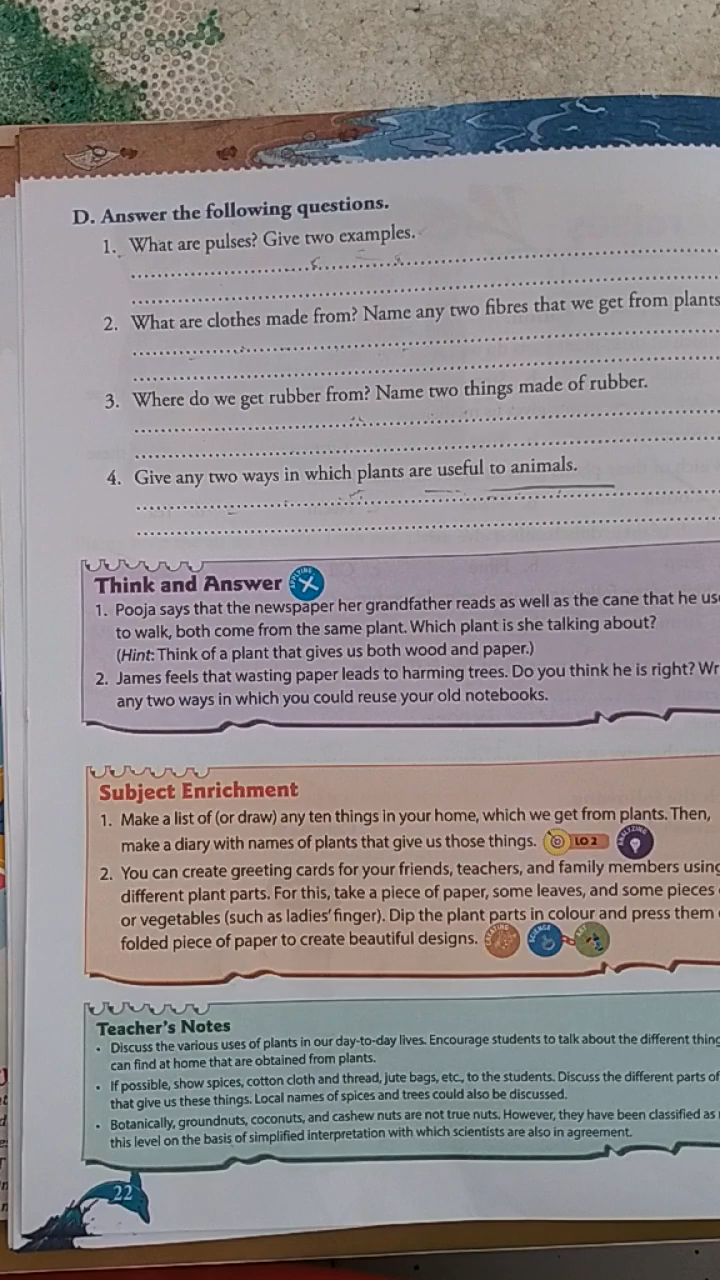 D. Answer the following questions.
1. What are pulses? Give two examples.
2. What are clothes made from? Name any two fibres that we get from plants
3. Where do we get rubber from? Name two things made of rubber.
4. Give any two ways in which plants are useful to animals.
Think and Answer
APPLYING
1. Pooja says that the newspaper her grandfather reads as well as the cane that he us
to walk, both come from the same plant. Which plant is she talking about?
(Hint: Think of a plant that gives us both wood and paper.)
2. James feels that wasting paper leads to harming trees. Do you think he is right? Wr
any two ways in which you could reuse your old notebooks.
Subject Enrichment
1. Make a list of (or draw) any ten things in your home, which we get from plants. Then,
make a diary with names of plants that give us those things. LO 2 ANALYZING
2. You can create greeting cards for your friends, teachers, and family members using
different plant parts. For this, take a piece of paper, some leaves, and some pieces
or vegetables (such as ladies' finger). Dip the plant parts in colour and press them
folded piece of paper to create beautiful designs. CREATING SCIENCE ART
Teacher's Notes
• Discuss the various uses of plants in our day-to-day lives. Encourage students to talk about the different thing
can find at home that are obtained from plants.
• If possible, show spices, cotton cloth and thread, jute bags, etc., to the students. Discuss the different parts of
that give us these things. Local names of spices and trees could also be discussed.
• Botanically, groundnuts, coconuts, and cashew nuts are not true nuts. However, they have been classified as
this level on the basis of simplified interpretation with which scientists are also in agreement.
22